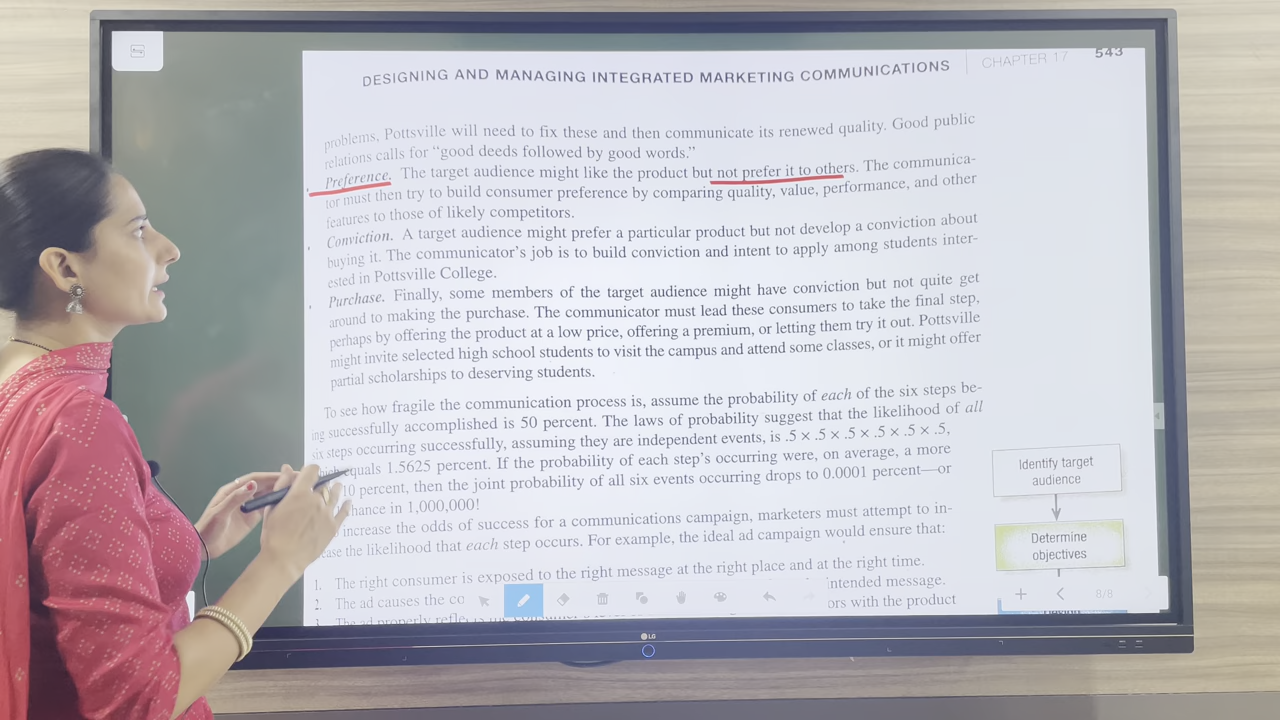 DESIGNING AND MANAGING INTEGRATED MARKETING COMMUNICATIONS
CHAPTER 17
543
problems, Pottsville will need to fix these and then communicate its renewed quality. Good public
relations calls for “good deeds followed by good words.”
Preference. The target audience might like the product but not prefer it to others. The communica-
tor must then try to build consumer preference by comparing quality, value, performance, and other
features to those of likely competitors.
Conviction. A target audience might prefer a particular product but not develop a conviction about
buying it. The communicator’s job is to build conviction and intent to apply among students inter-
ested in Pottsville College.
Purchase. Finally, some members of the target audience might have conviction but not quite get
around to making the purchase. The communicator must lead these consumers to take the final step,
perhaps by offering the product at a low price, offering a premium, or letting them try it out. Pottsville
might invite selected high school students to visit the campus and attend some classes, or it might offer
partial scholarships to deserving students.
To see how fragile the communication process is, assume the probability of each of the six steps be-
ing successfully accomplished is 50 percent. The laws of probability suggest that the likelihood of all
six steps occurring successfully, assuming they are independent events, is .5 × .5 × .5 × .5 × .5 × .5,
equals 1.5625 percent. If the probability of each step’s occurring were, on average, a more
10 percent, then the joint probability of all six events occurring drops to 0.0001 percent—or
chance in 1,000,000!
increase the odds of success for a communications campaign, marketers must attempt to in-
the likelihood that each step occurs. For example, the ideal ad campaign would ensure that:
1. The right consumer is exposed to the right message at the right place and at the right time.
2. The ad causes the intended message.
3. The ad properly with the product
Identify target
audience
Determine
objectives
8/8
LG